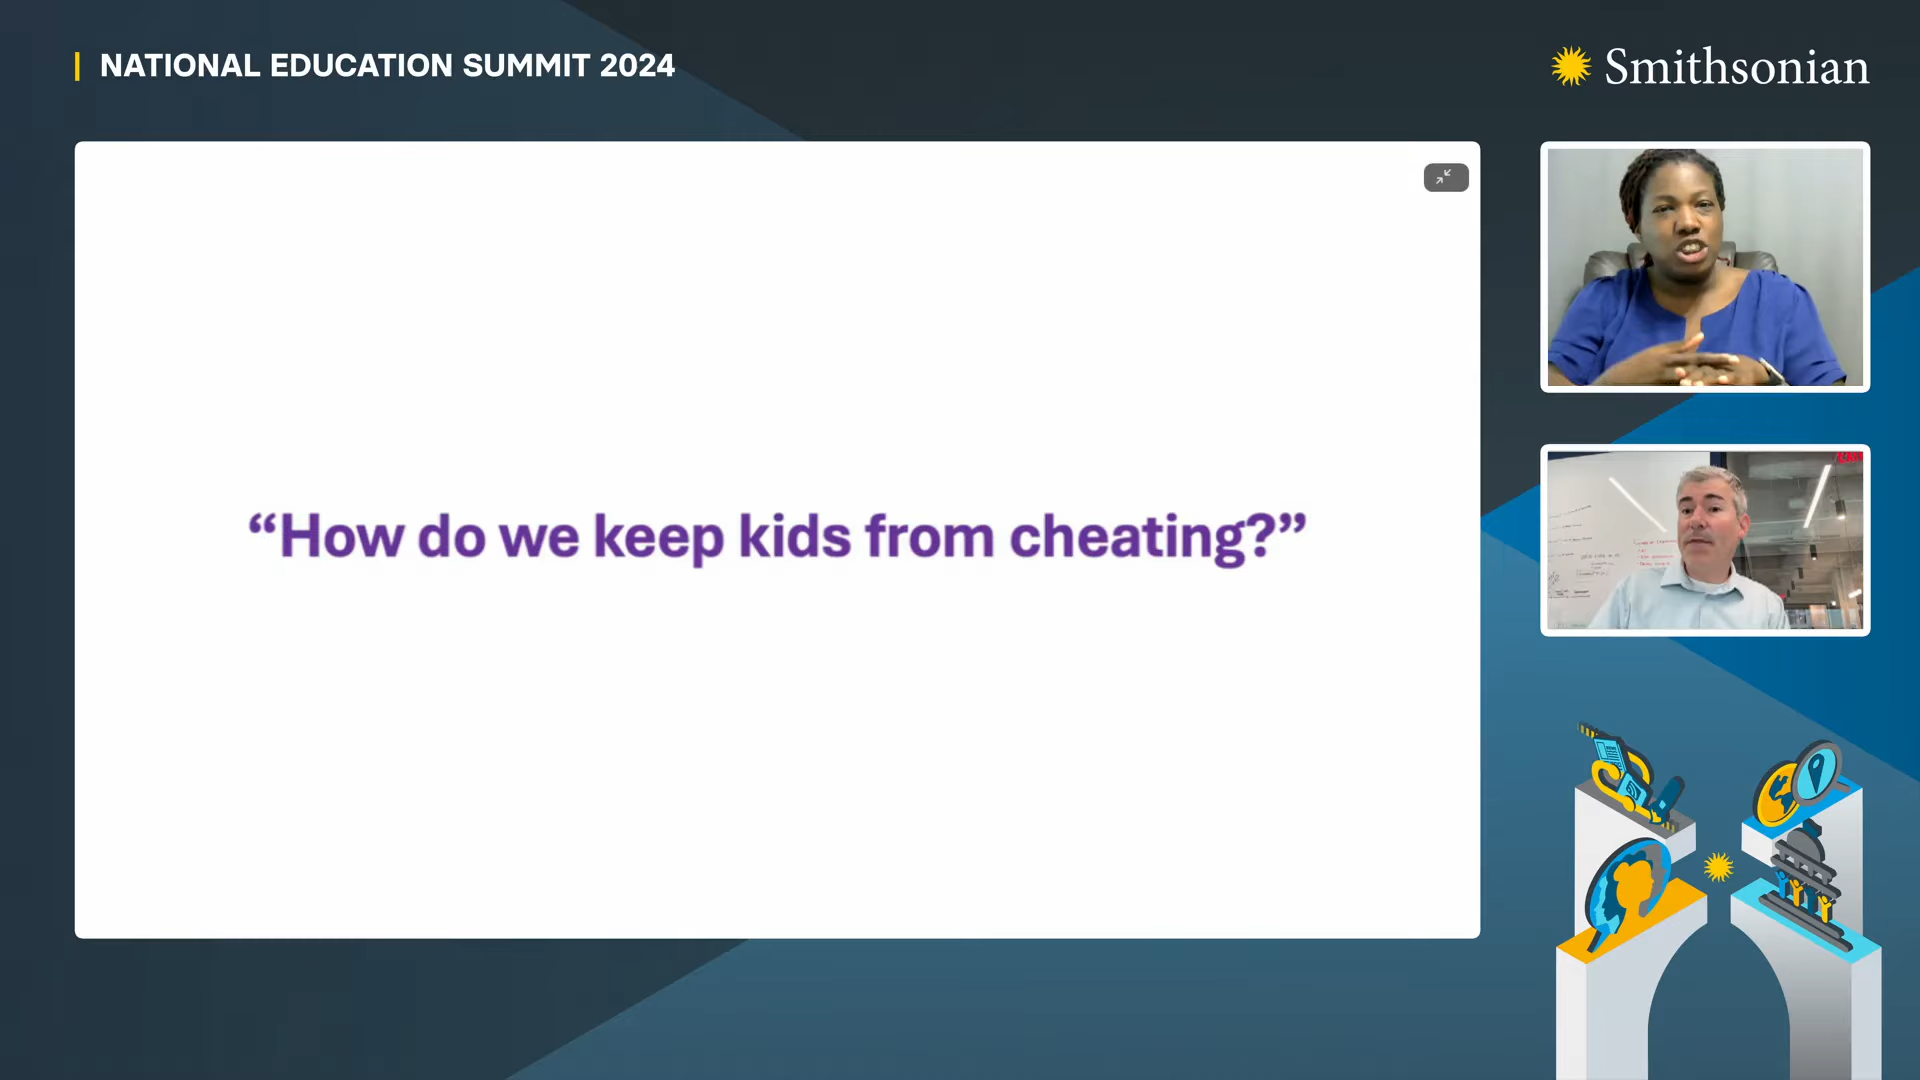 NATIONAL EDUCATION SUMMIT 2024
Smithsonian
“How do we keep kids from cheating?”